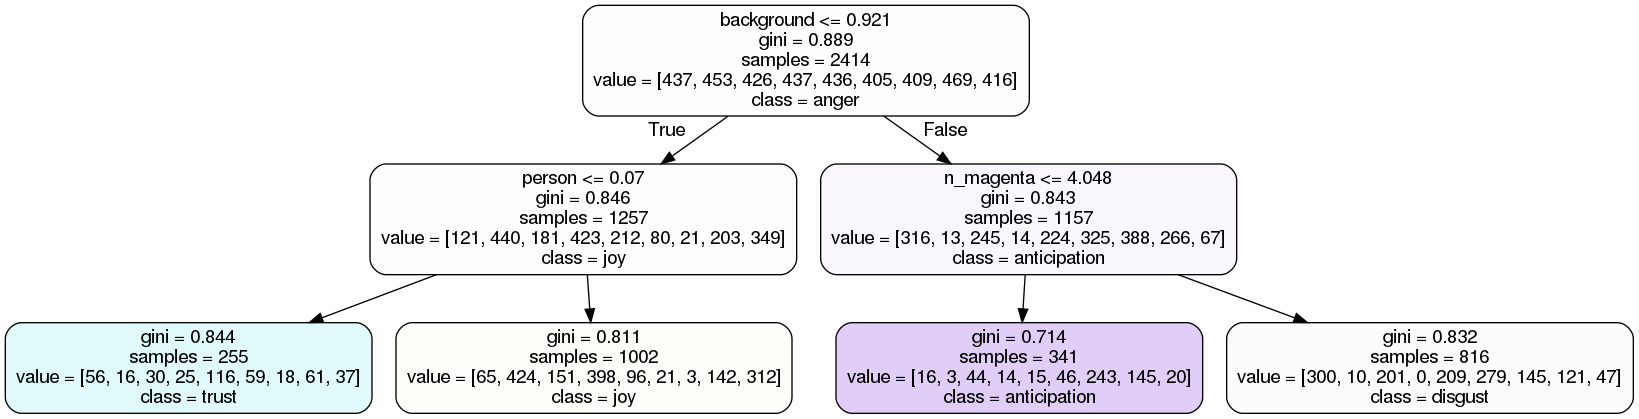 background <= 0.921
gini = 0.889
samples = 2414
value = [437, 453, 426, 437, 436, 405, 409, 469, 416]
class = anger
True
False
person <= 0.07
gini = 0.846
samples = 1257
value = [121, 440, 181, 423, 212, 80, 21, 203, 349]
class = joy
n_magenta <= 4.048
gini = 0.843
samples = 1157
value = [316, 13, 245, 14, 224, 325, 388, 266, 67]
class = anticipation
gini = 0.844
samples = 255
value = [56, 16, 30, 25, 116, 59, 18, 61, 37]
class = trust
gini = 0.811
samples = 1002
value = [65, 424, 151, 398, 96, 21, 3, 142, 312]
class = joy
gini = 0.714
samples = 341
value = [16, 3, 44, 14, 15, 46, 243, 145, 20]
class = anticipation
gini = 0.832
samples = 816
value = [300, 10, 201, 0, 209, 279, 145, 121, 47]
class = disgust